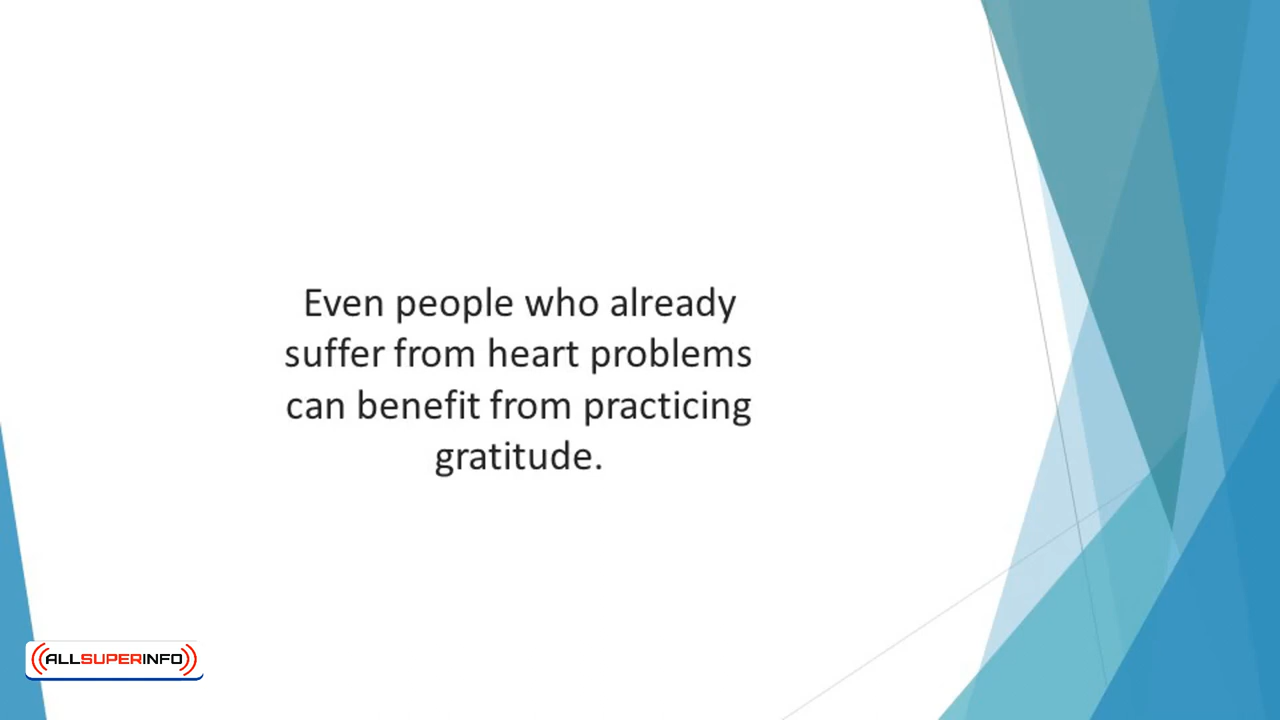 Even people who already
suffer from heart problems
can benefit from practicing
gratitude.
ALLSUPERINFO